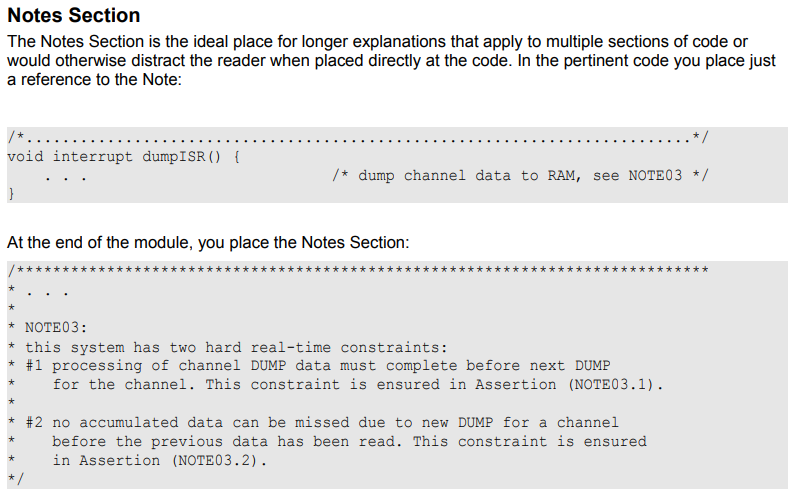 Notes Section
The Notes Section is the ideal place for longer explanations that apply to multiple sections of code or
would otherwise distract the reader when placed directly at the code. In the pertinent code you place just
a reference to the Note:
/*..........................................................................*/
void interrupt dumpISR() {
    . . .                           /* dump channel data to RAM, see NOTE03 */
}
At the end of the module, you place the Notes Section:
/*****************************************************************************
* . . .
*
* NOTE03:
* this system has two hard real-time constraints:
* #1 processing of channel DUMP data must complete before next DUMP
*    for the channel. This constraint is ensured in Assertion (NOTE03.1).
*
* #2 no accumulated data can be missed due to new DUMP for a channel
*    before the previous data has been read. This constraint is ensured
*    in Assertion (NOTE03.2).
*/